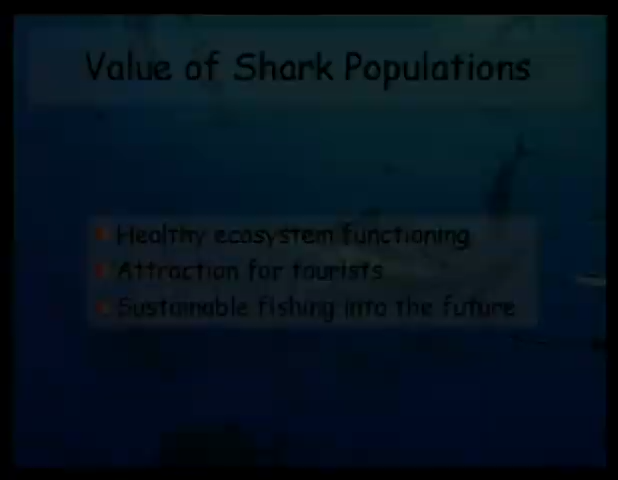 Value of Shark Populations
Healthy ecosystem functioning
Attraction for tourists
Sustainable fishing into the future